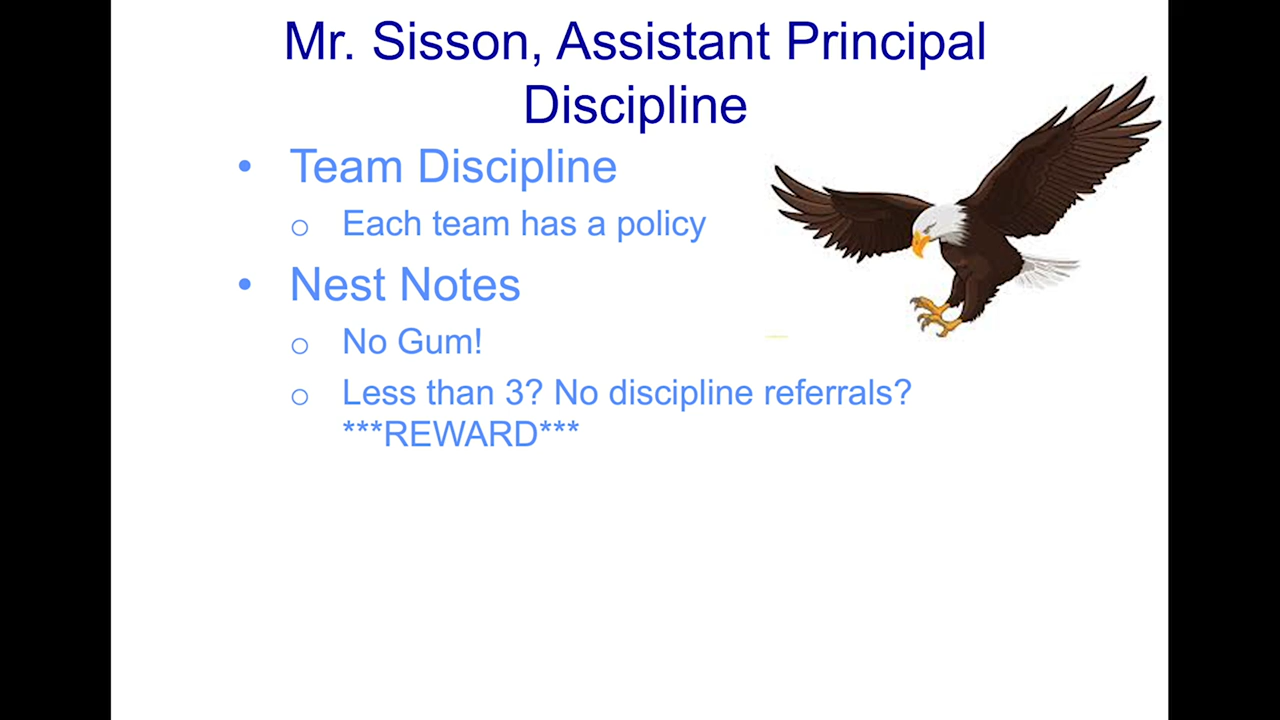 Mr. Sisson, Assistant Principal
Discipline
• Team Discipline
o Each team has a policy
• Nest Notes
o No Gum!
o Less than 3? No discipline referrals?
***REWARD***